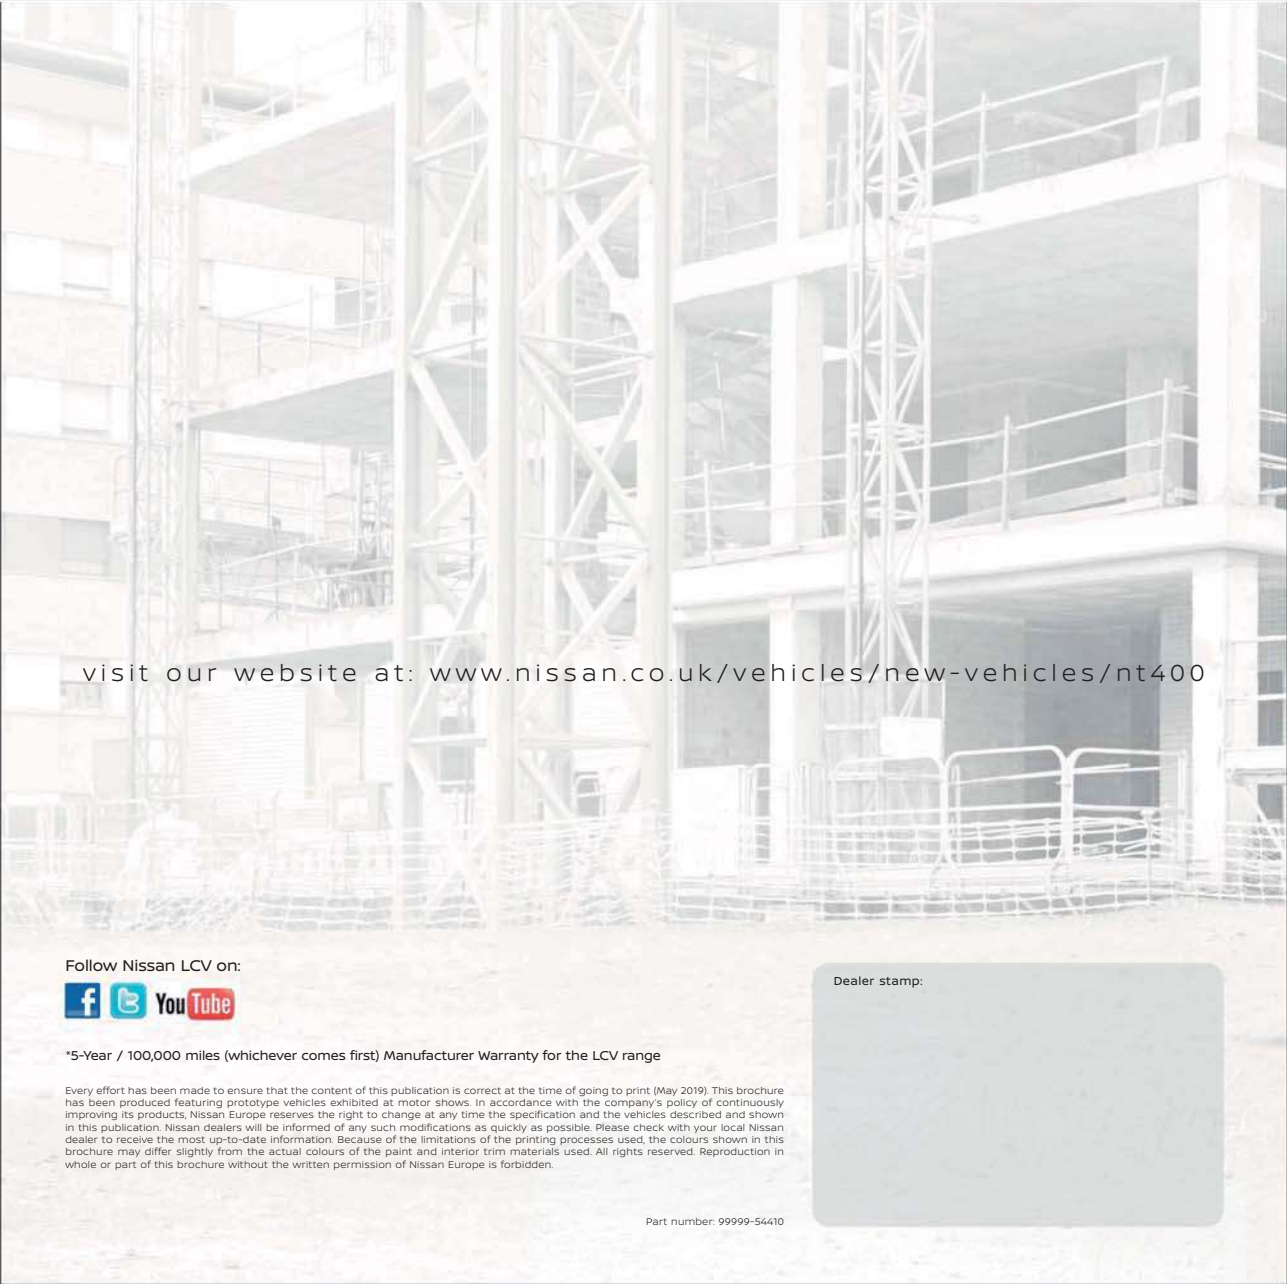 visit our website at: www.nissan.co.uk/vehicles/new-vehicles/nt400
Follow Nissan LCV on:
f t YouTube
*5-Year / 100,000 miles (whichever comes first) Manufacturer Warranty for the LCV range
Every effort has been made to ensure that the content of this publication is correct at the time of going to print (May 2019). This brochure
has been produced featuring prototype vehicles exhibited at motor shows. In accordance with the company's policy of continuously
improving its products, Nissan Europe reserves the right to change at any time the specification and the vehicles described and shown
in this publication. Nissan dealers will be informed of any such modifications as quickly as possible. Please check with your local Nissan
dealer to receive the most up-to-date information. Because of the limitations of the printing processes used, the colours shown in this
brochure may differ slightly from the actual colours of the paint and interior trim materials used. All rights reserved. Reproduction in
whole or part of this brochure without the written permission of Nissan Europe is forbidden.
Part number: 99999-54410
Dealer stamp: